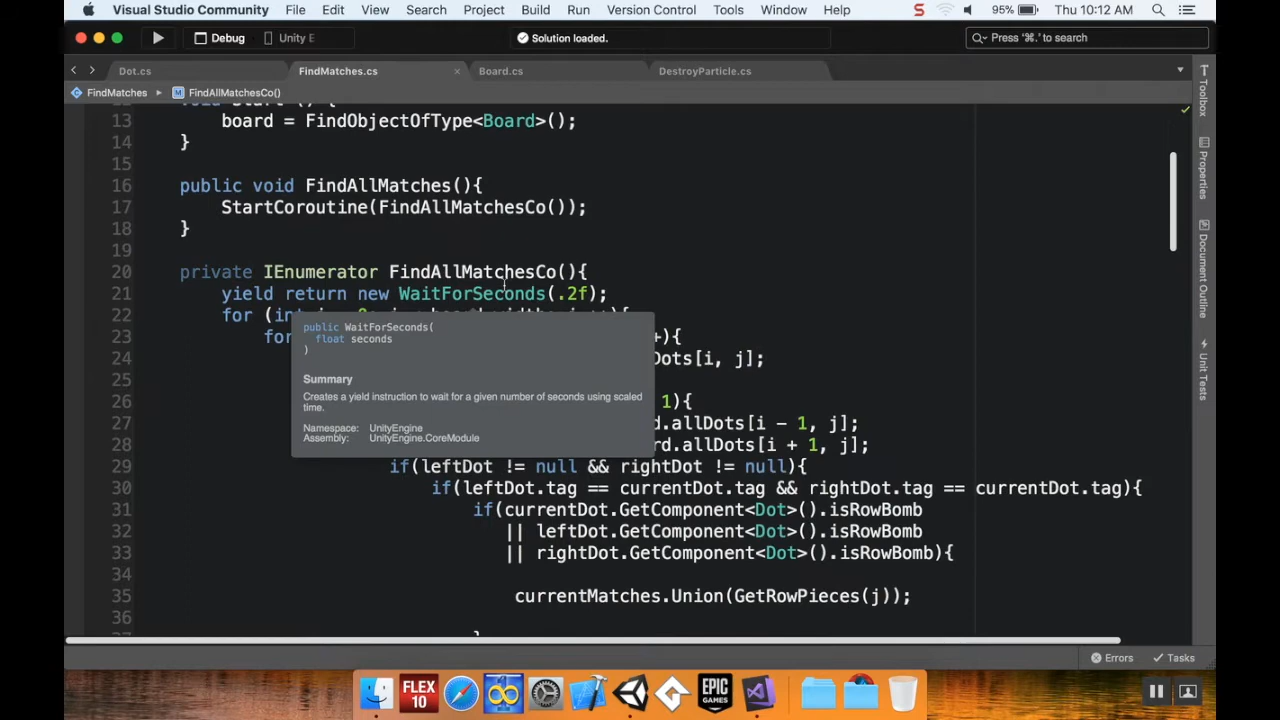 Visual Studio Community File Edit View Search Project Build Run Version Control Tools Window Help S 95% Thu 10:12 AM
Debug Unity E Solution loaded. Press '⌘.' to search
Dot.cs FindMatches.cs × Board.cs DestroyParticle.cs
FindMatches ▸ M FindAllMatchesCo()
13 board = FindObjectOfType<Board>();
14 }
15
16 public void FindAllMatches(){
17 StartCoroutine(FindAllMatchesCo());
18 }
19
20 private IEnumerator FindAllMatchesCo(){
21 yield return new WaitForSeconds(.2f);
22 for (int
23 for +){
24 Dots[i, j];
25
26 1){
27 d.allDots[i - 1, j];
28 rd.allDots[i + 1, j];
29 if(leftDot != null && rightDot != null){
30 if(leftDot.tag == currentDot.tag && rightDot.tag == currentDot.tag){
31 if(currentDot.GetComponent<Dot>().isRowBomb
32 || leftDot.GetComponent<Dot>().isRowBomb
33 || rightDot.GetComponent<Dot>().isRowBomb){
34
35 currentMatches.Union(GetRowPieces(j));
36
public WaitForSeconds(
float seconds
)
Summary
Creates a yield instruction to wait for a given number of seconds using scaled
time.
Namespace: UnityEngine
Assembly: UnityEngine.CoreModule
Toolbox
Properties
Document Outline
Unit Tests
Errors Tasks
FLEX
10
EPIC
GAMES